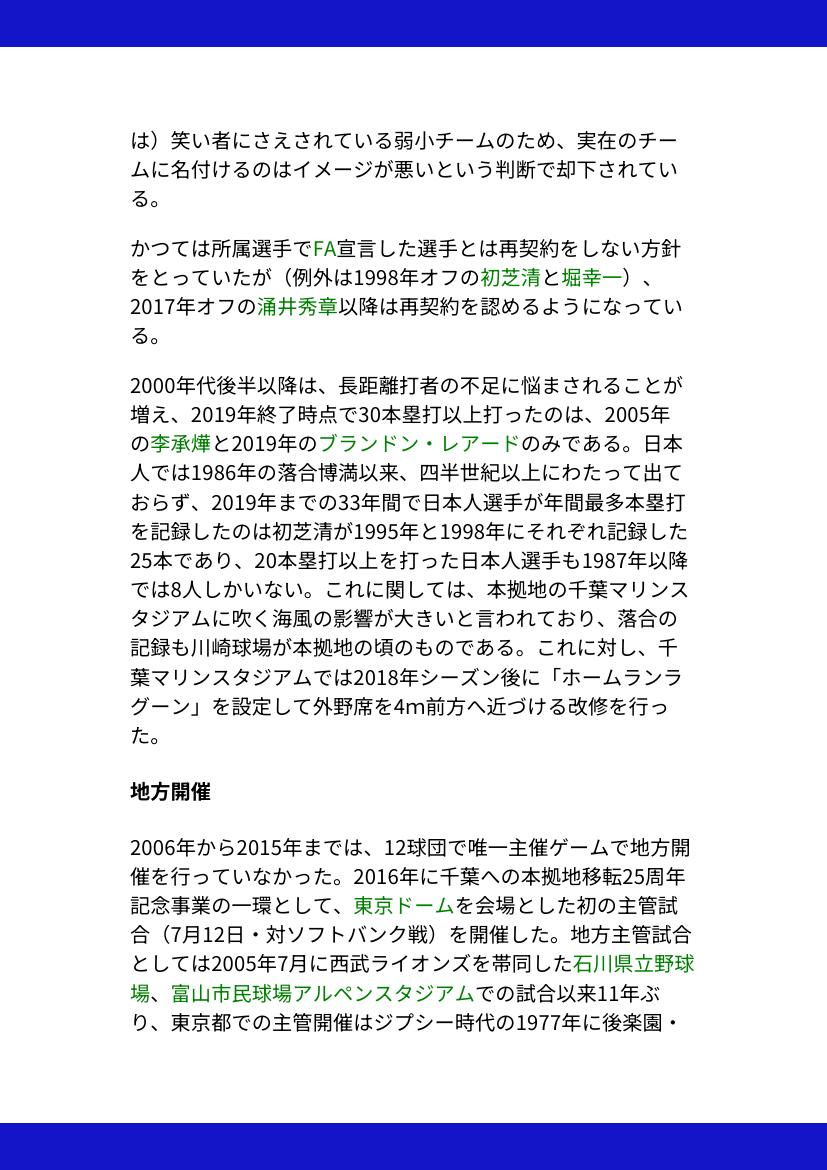 は）笑い者にさえされている弱小チームのため、実在のチー
ムに名付けるのはイメージが悪いという判断で却下されてい
る。
かつては所属選手でFA宣言した選手とは再契約をしない方針
をとっていたが（例外は1998年オフの初芝清と堀幸一）、
2017年オフの涌井秀章以降は再契約を認めるようになってい
る。
2000年代後半以降は、長距離打者の不足に悩まされることが
増え、2019年終了時点で30本塁打以上打ったのは、2005年
の李承燁と2019年のブランドン・レアードのみである。日本
人では1986年の落合博満以来、四半世紀以上にわたって出て
おらず、2019年までの33年間で日本人選手が年間最多本塁打
を記録したのは初芝清が1995年と1998年にそれぞれ記録した
25本であり、20本塁打以上を打った日本人選手も1987年以降
では8人しかいない。これに関しては、本拠地の千葉マリンス
タジアムに吹く海風の影響が大きいと言われており、落合の
記録も川崎球場が本拠地の頃のものである。これに対し、千
葉マリンスタジアムでは2018年シーズン後に「ホームランラ
グーン」を設定して外野席を4m前方へ近づける改修を行っ
た。
地方開催
2006年から2015年までは、12球団で唯一主催ゲームで地方開
催を行っていなかった。2016年に千葉への本拠地移転25周年
記念事業の一環として、東京ドームを会場とした初の主管試
合（7月12日・対ソフトバンク戦）を開催した。地方主管試合
としては2005年7月に西武ライオンズを帯同した石川県立野球
場、富山市民球場アルペンスタジアムでの試合以来11年ぶ
り、東京都での主管開催はジプシー時代の1977年に後楽園・